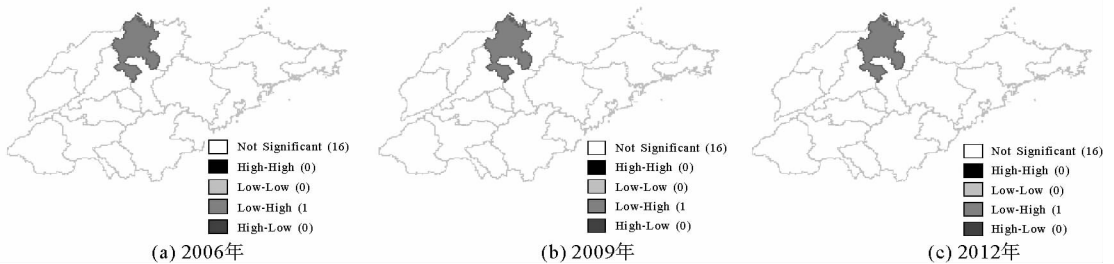 Not Significant (16)
High-High (0)
Low-Low (0)
Low-High (1
High-Low (0)
(a) 2006年
Not Significant (16)
High-High (0)
Low-Low (0)
Low-High (1
High-Low (0)
(b) 2009年
Not Significant (16)
High-High (0)
Low-Low (0)
Low-High (1
High-Low (0)
(c) 2012年